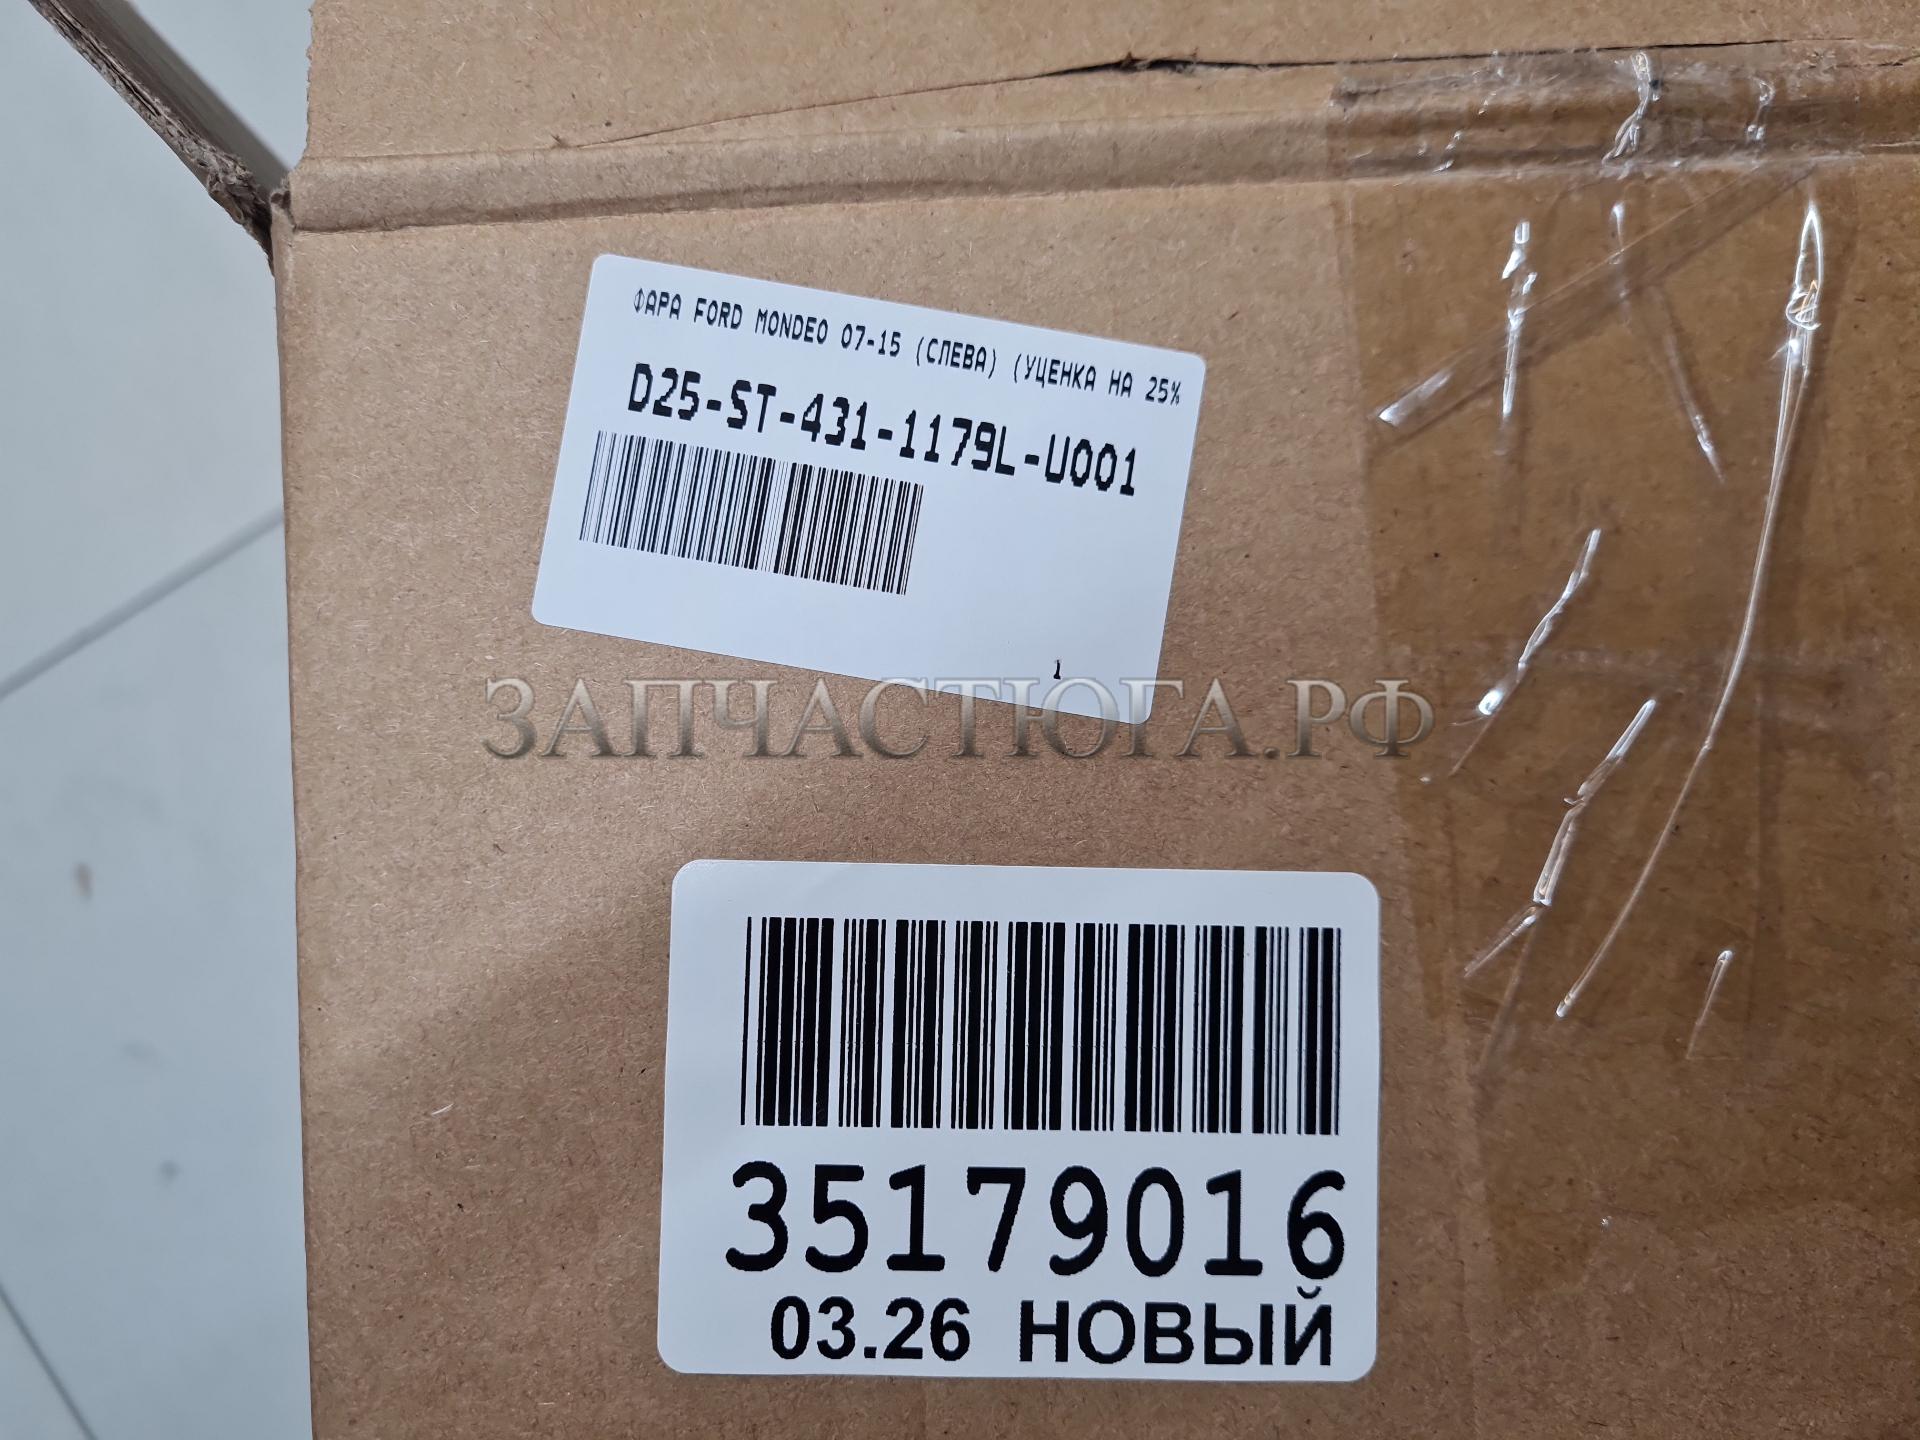 ФАРА FORD MONDEO 07-15 (СЛЕВА) (УЦЕНКА НА 25%
D25-ST-431-1179L-U001
1
ЗАПЧАСТЮГА.РФ
35179016
03.26 НОВЫЙ